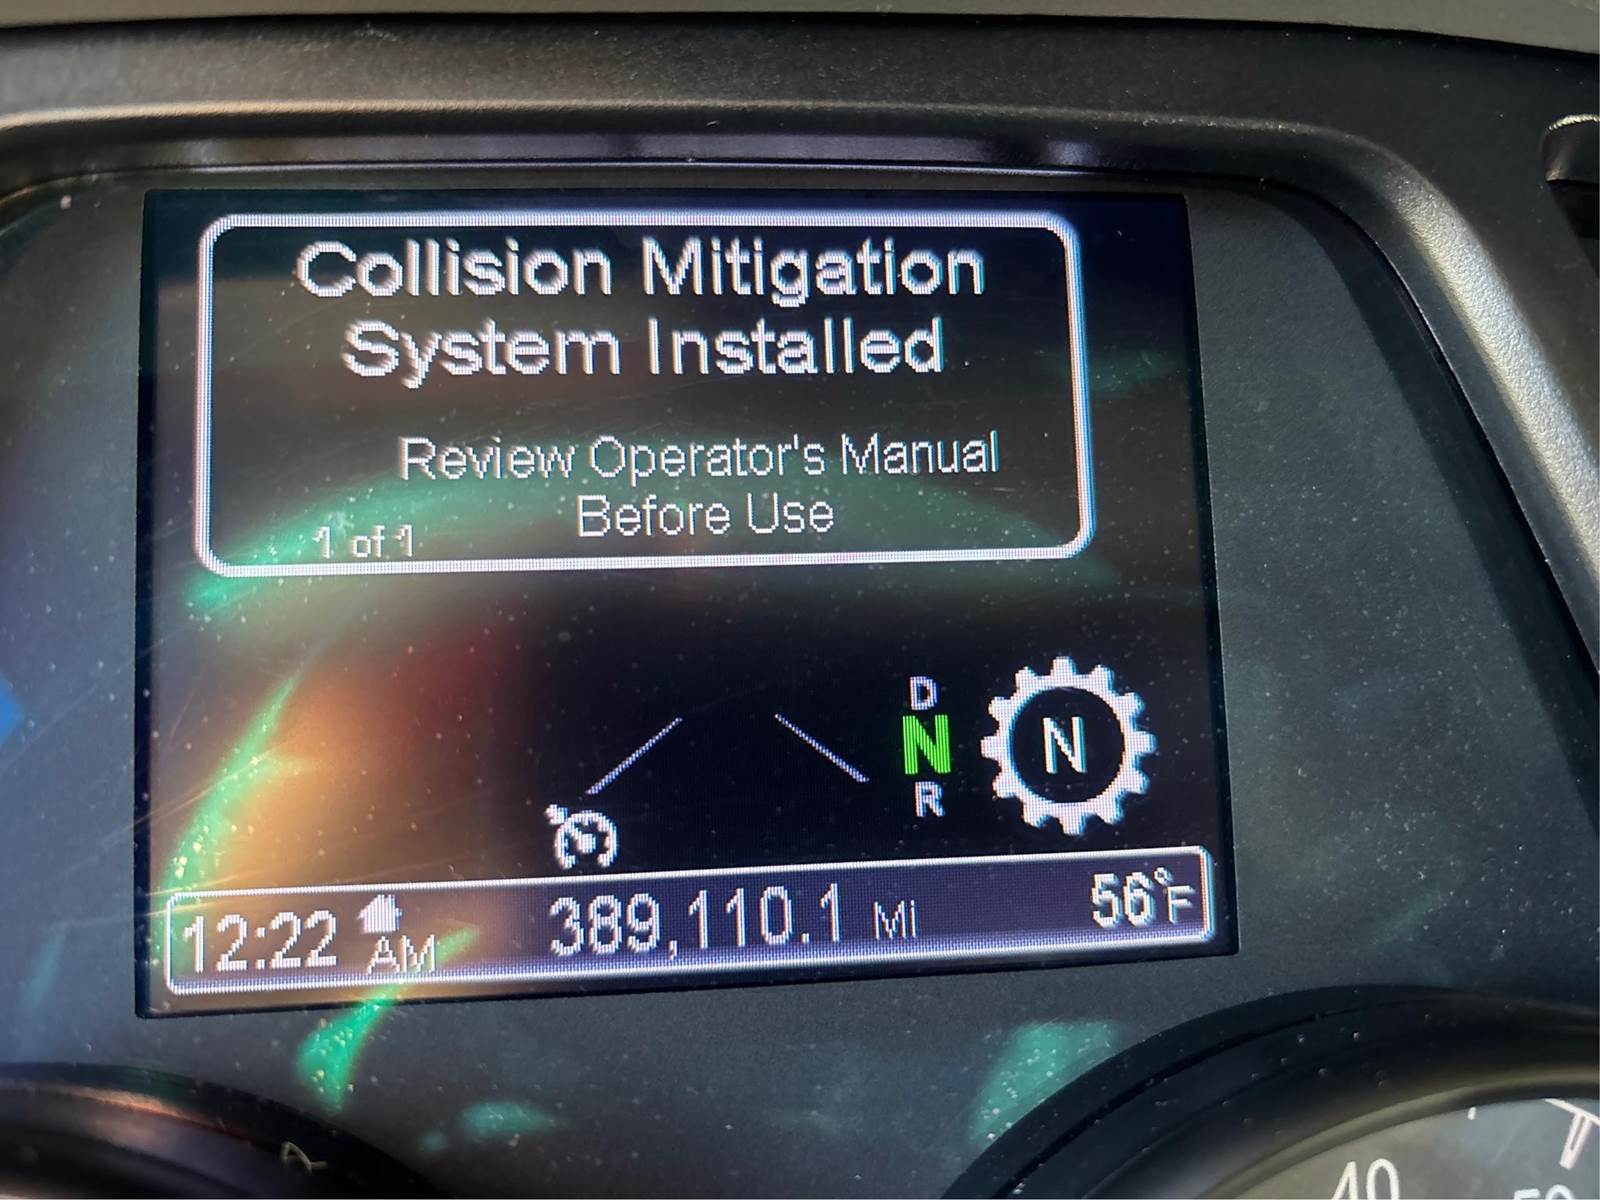 Collision Mitigation
System Installed
Review Operator's Manual
Before Use
1 of 1
D
N
R
N
12:22 AM
389,110.1 Mi
56°F
40